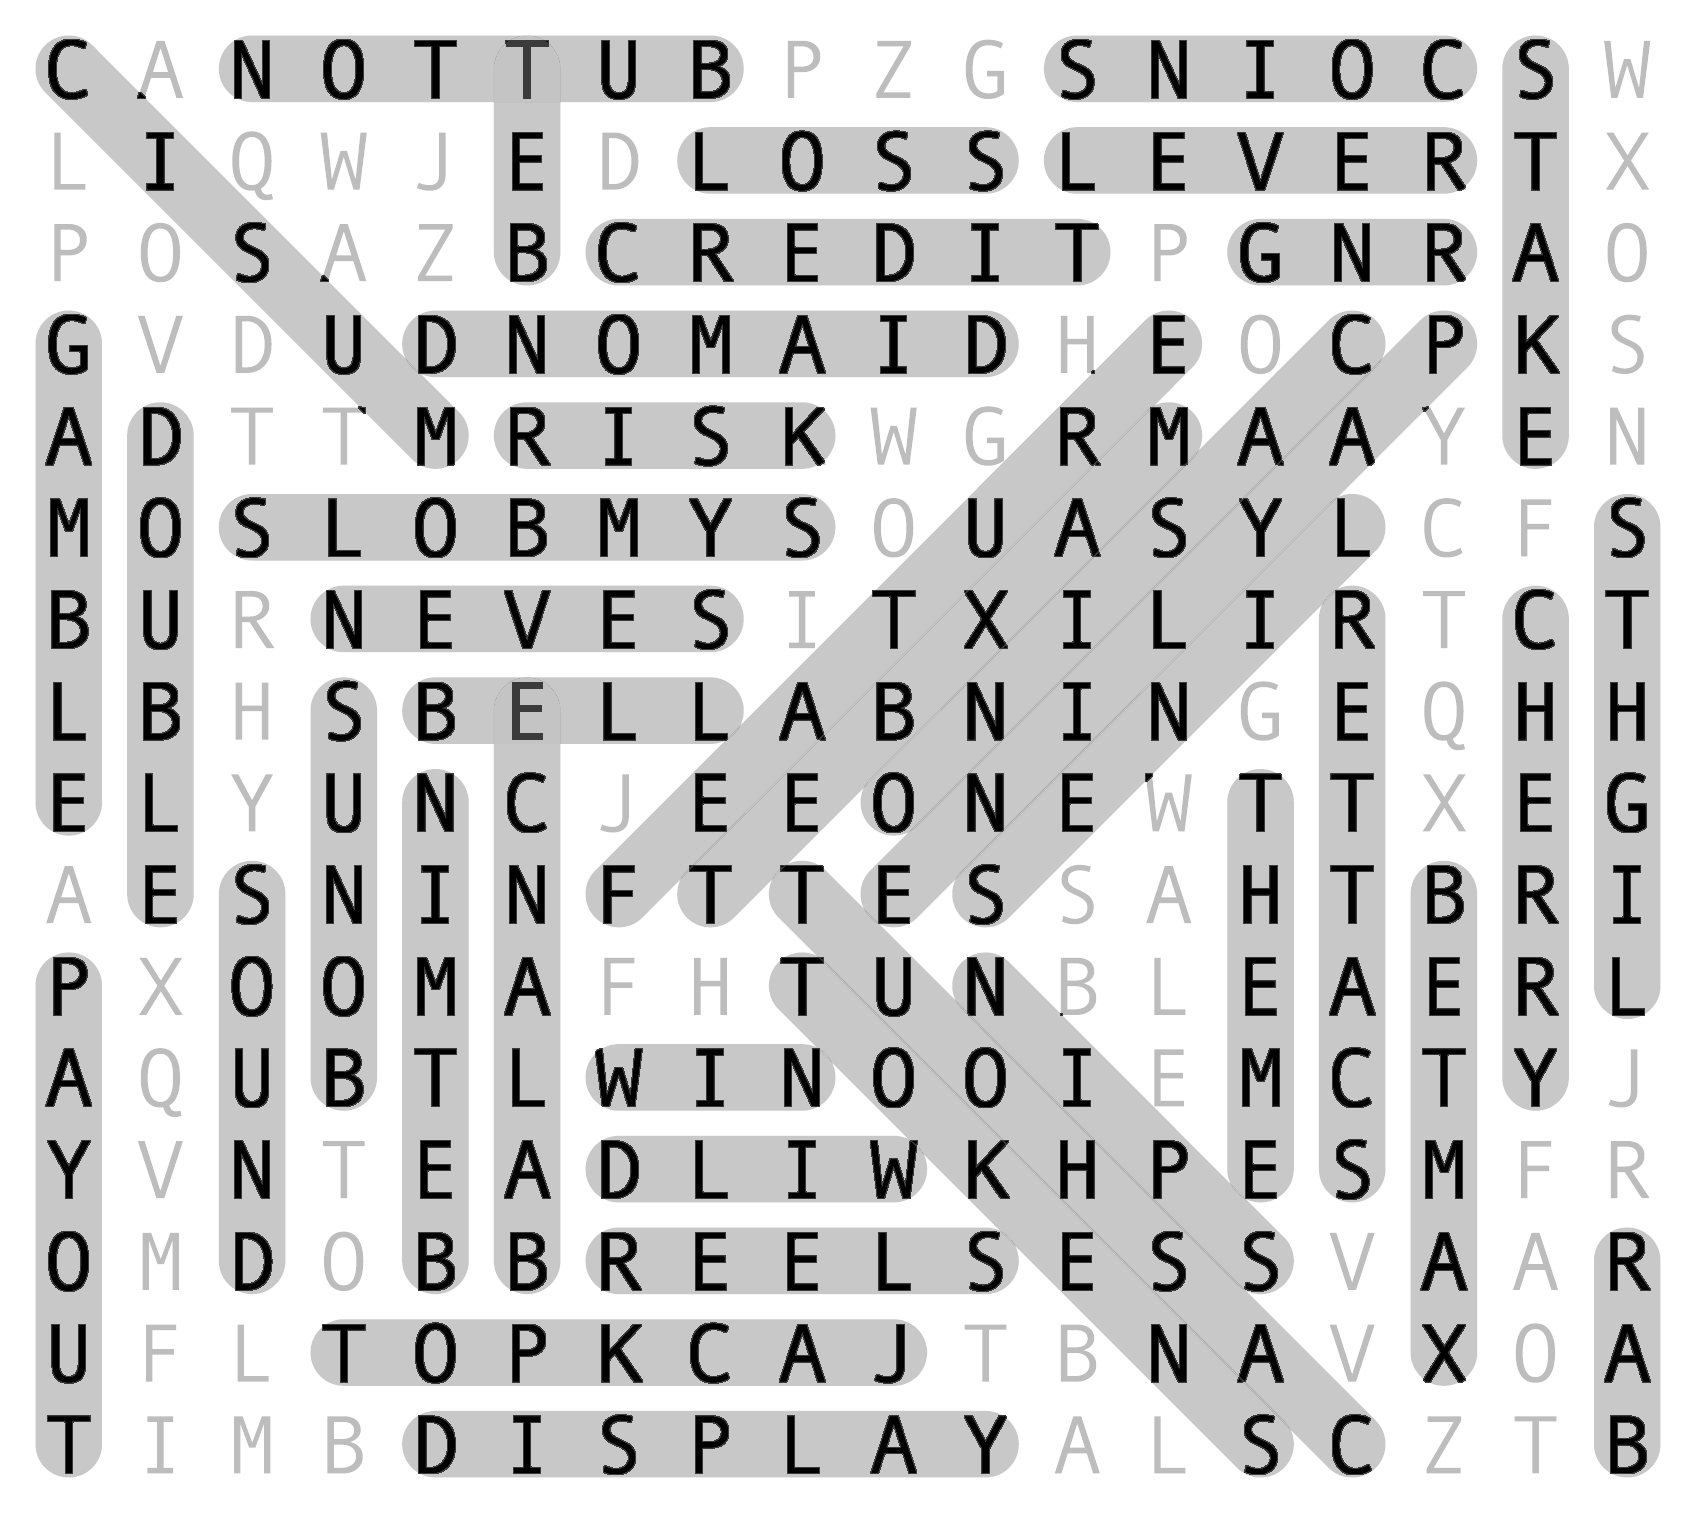 C A N O T T U B P Z G S N I O C S W
L I Q W J E D L O S S L E V E R T X
P O S A Z B C R E D I T P G N R A O
G V D U D N O M A I D H E O C P K S
A D T T M R I S K W G R M A A Y E N
M O S L O B M Y S O U A S Y L C F S
B U R N E V E S I T X I L I R T C T
L B H S B E L L A B N I N G E Q H H
E L Y U N C J E E O N E W T T X E G
A E S N I N F T T E S S A H T B R I
P X O O M A F H T U N B L E A E R L
A Q U B T L W I N O O I E M C T Y J
Y V N T E A D L I W K H P E S M F R
O M D O B B R E E L S E S S V A A R
U F L T O P K C A J T B N A V X O A
T I M B D I S P L A Y A L S C Z T B